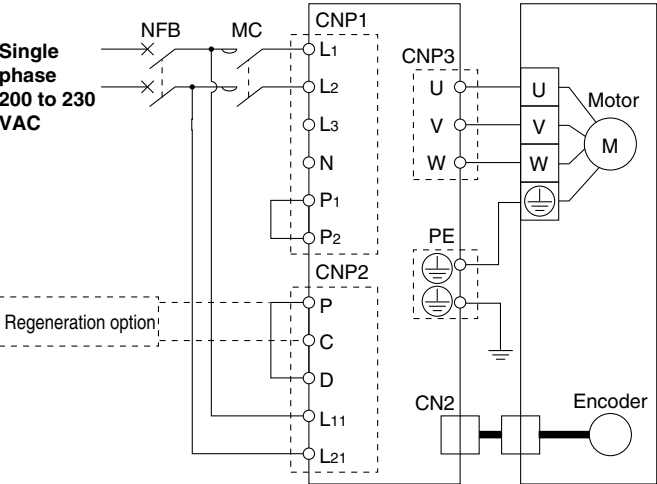 NFB
MC
CNP1
Single
phase
200 to 230
VAC
L1
L2
L3
N
P1
P2
CNP3
U
V
W
U
V
W
Motor
M
PE
CNP2
Regeneration option
P
C
D
L11
L21
CN2
Encoder